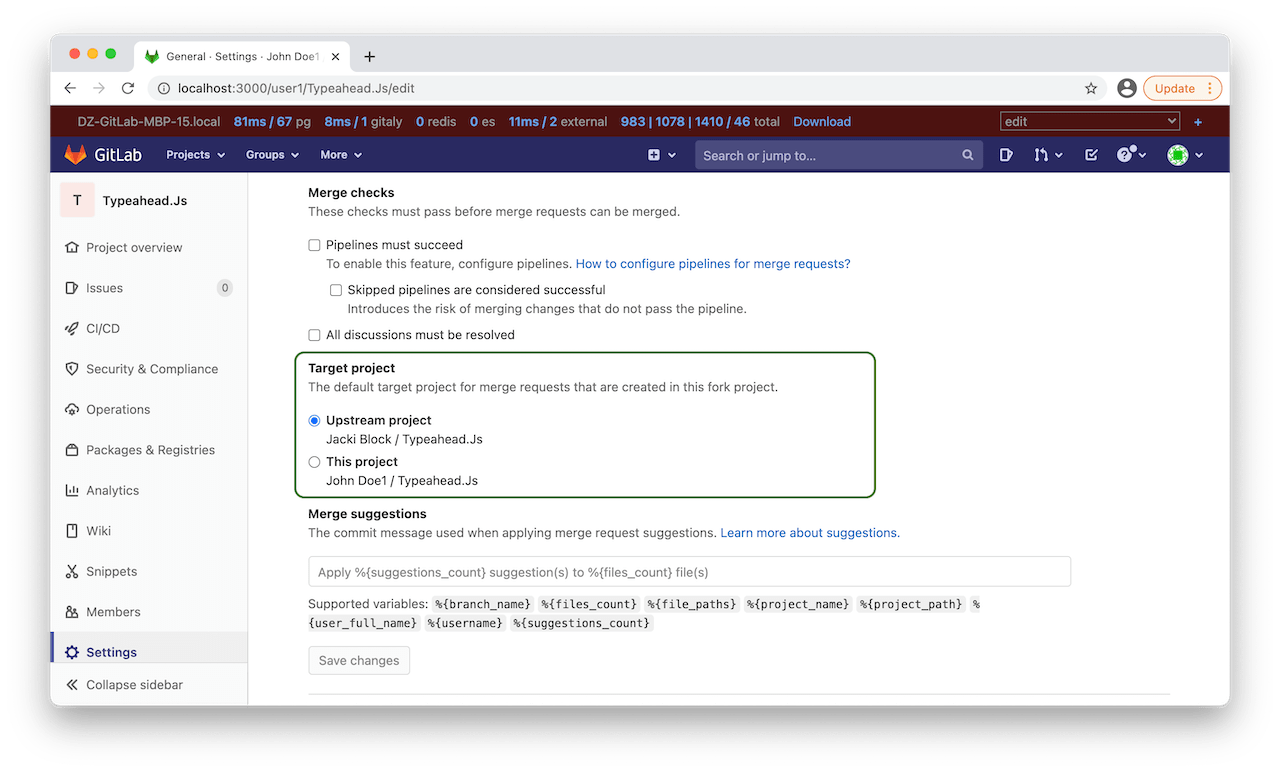 General · Settings · John Doe1
localhost:3000/user1/Typeahead.Js/edit
Update
DZ-GitLab-MBP-15.local 81ms / 67 pg 8ms / 1 gitaly 0 redis 0 es 11ms / 2 external 983 | 1078 | 1410 / 46 total Download edit +
GitLab Projects Groups More Search or jump to...
T Typeahead.Js
Project overview
Issues 0
CI/CD
Security & Compliance
Operations
Packages & Registries
Analytics
Wiki
Snippets
Members
Settings
Collapse sidebar
Merge checks
These checks must pass before merge requests can be merged.
Pipelines must succeed
To enable this feature, configure pipelines. How to configure pipelines for merge requests?
Skipped pipelines are considered successful
Introduces the risk of merging changes that do not pass the pipeline.
All discussions must be resolved
Target project
The default target project for merge requests that are created in this fork project.
Upstream project
Jacki Block / Typeahead.Js
This project
John Doe1 / Typeahead.Js
Merge suggestions
The commit message used when applying merge request suggestions. Learn more about suggestions.
Apply %{suggestions_count} suggestion(s) to %{files_count} file(s)
Supported variables: %{branch_name} %{files_count} %{file_paths} %{project_name} %{project_path} %
{user_full_name} %{username} %{suggestions_count}
Save changes